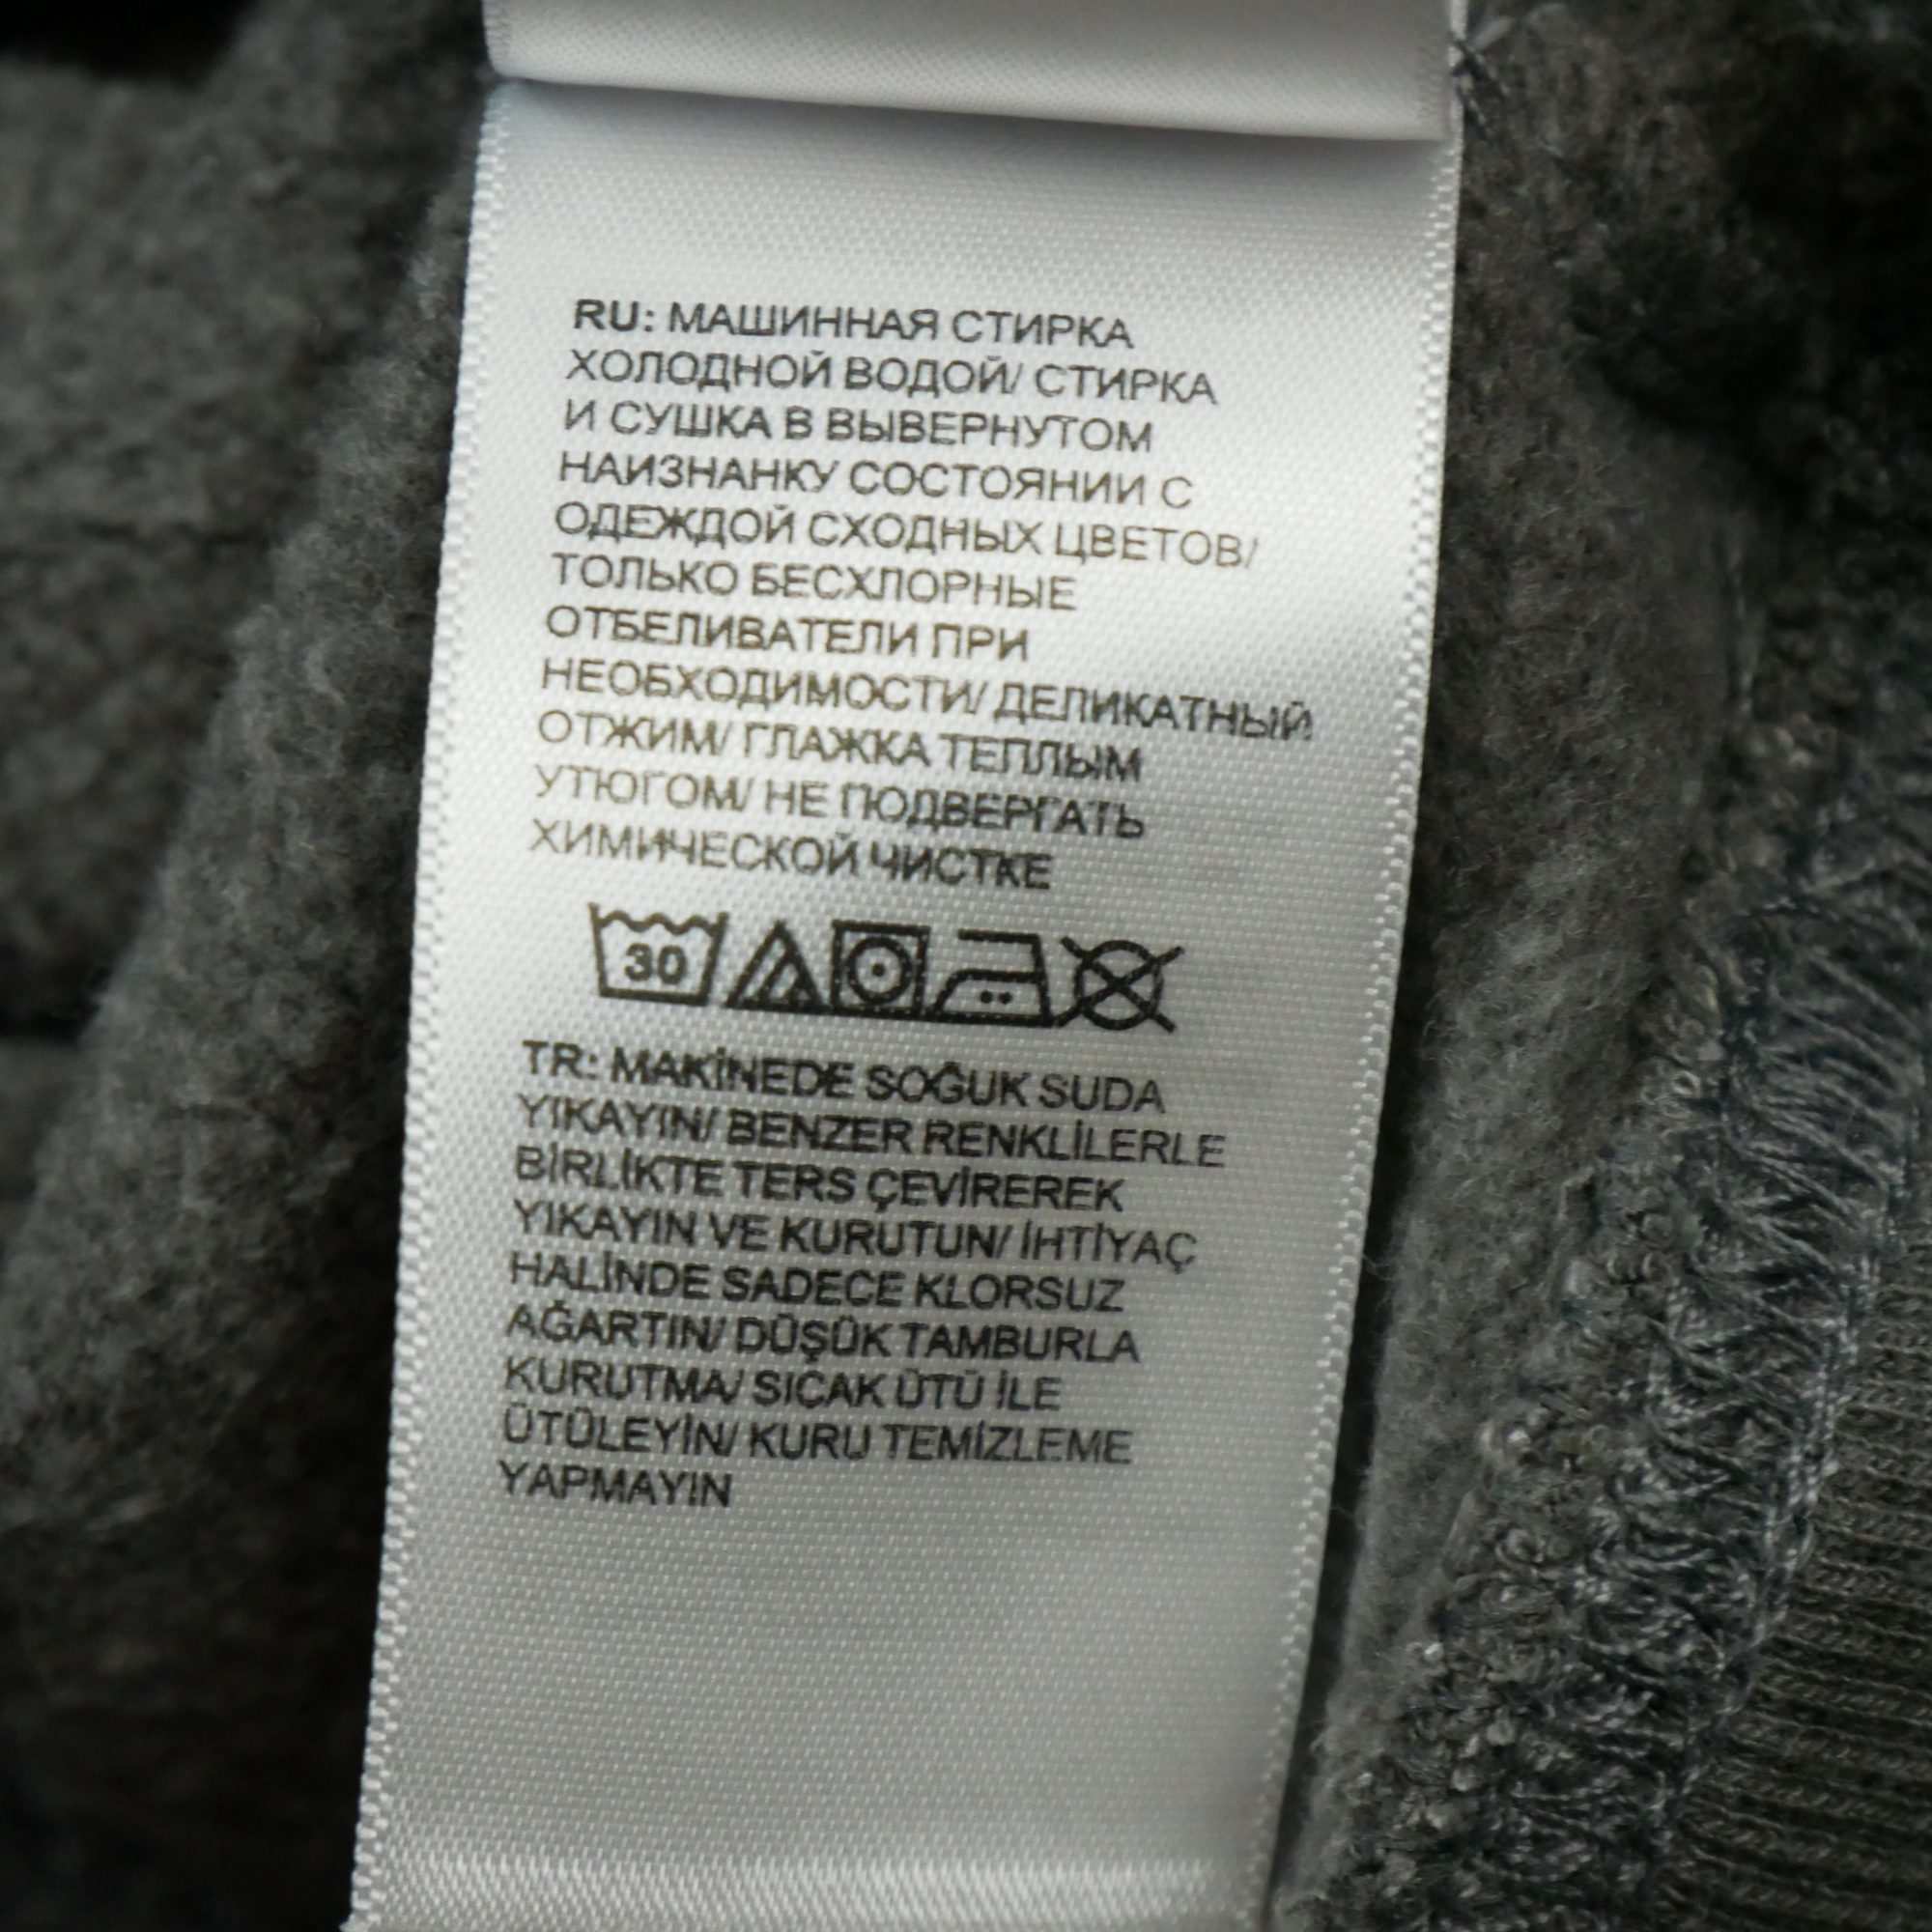 RU: МАШИННАЯ СТИРКА
ХОЛОДНОЙ ВОДОЙ/ СТИРКА
И СУШКА В ВЫВЕРНУТОМ
НАИЗНАНКУ СОСТОЯНИИ С
ОДЕЖДОЙ СХОДНЫХ ЦВЕТОВ/
ТОЛЬКО БЕСХЛОРНЫЕ
ОТБЕЛИВАТЕЛИ ПРИ
НЕОБХОДИМОСТИ/ ДЕЛИКАТНЫЙ
ОТЖИМ/ ГЛАЖКА ТЕПЛЫМ
УТЮГОМ/ НЕ ПОДВЕРГАТЬ
ХИМИЧЕСКОЙ ЧИСТКЕ
30
TR: MAKİNEDE SOĞUK SUDA
YIKAYIN/ BENZER RENKLİLERLE
BİRLİKTE TERS ÇEVİREREK
YIKAYIN VE KURUTUN/ İHTİYAÇ
HALİNDE SADECE KLORSUZ
AĞARTIN/ DÜŞÜK TAMBURLA
KURUTMA/ SICAK ÜTÜ İLE
ÜTÜLEYİN/ KURU TEMİZLEME
YAPMAYIN